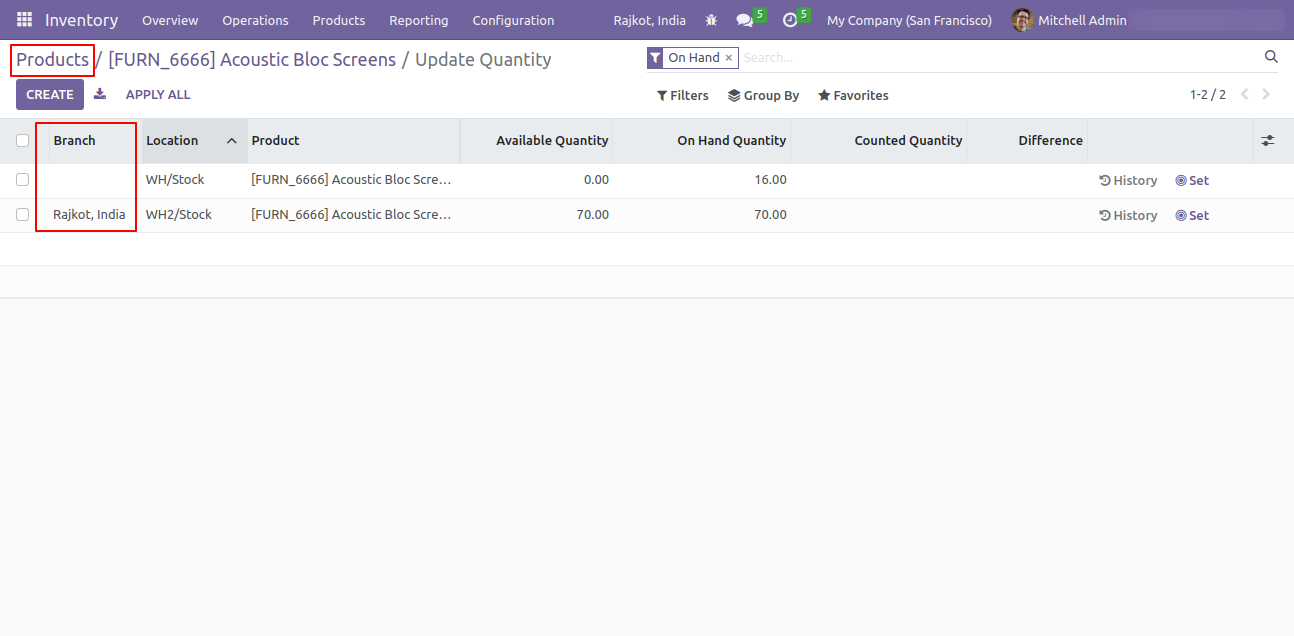 Inventory Overview Operations Products Reporting Configuration Rajkot, India 5 5 My Company (San Francisco) Mitchell Admin
Products / [FURN_6666] Acoustic Bloc Screens / Update Quantity On Hand × Search...
CREATE APPLY ALL Filters Group By Favorites 1-2 / 2
Branch Location Product Available Quantity On Hand Quantity Counted Quantity Difference
WH/Stock [FURN_6666] Acoustic Bloc Scre... 0.00 16.00 History Set
Rajkot, India WH2/Stock [FURN_6666] Acoustic Bloc Scre... 70.00 70.00 History Set